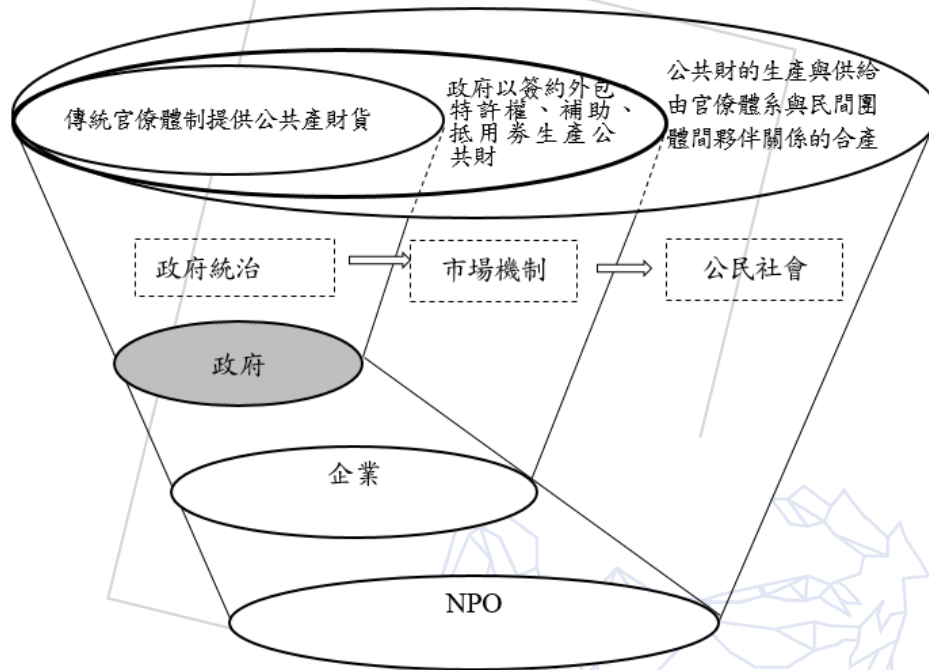 傳統官僚體制提供公共產財貨
政府以簽約外包
特許權、補助、
抵用券生產公
共財
公共財的生產與供給
由官僚體系與民間團
體間夥伴關係的合產
政府統治
市場機制
公民社會
政府
企業
NPO